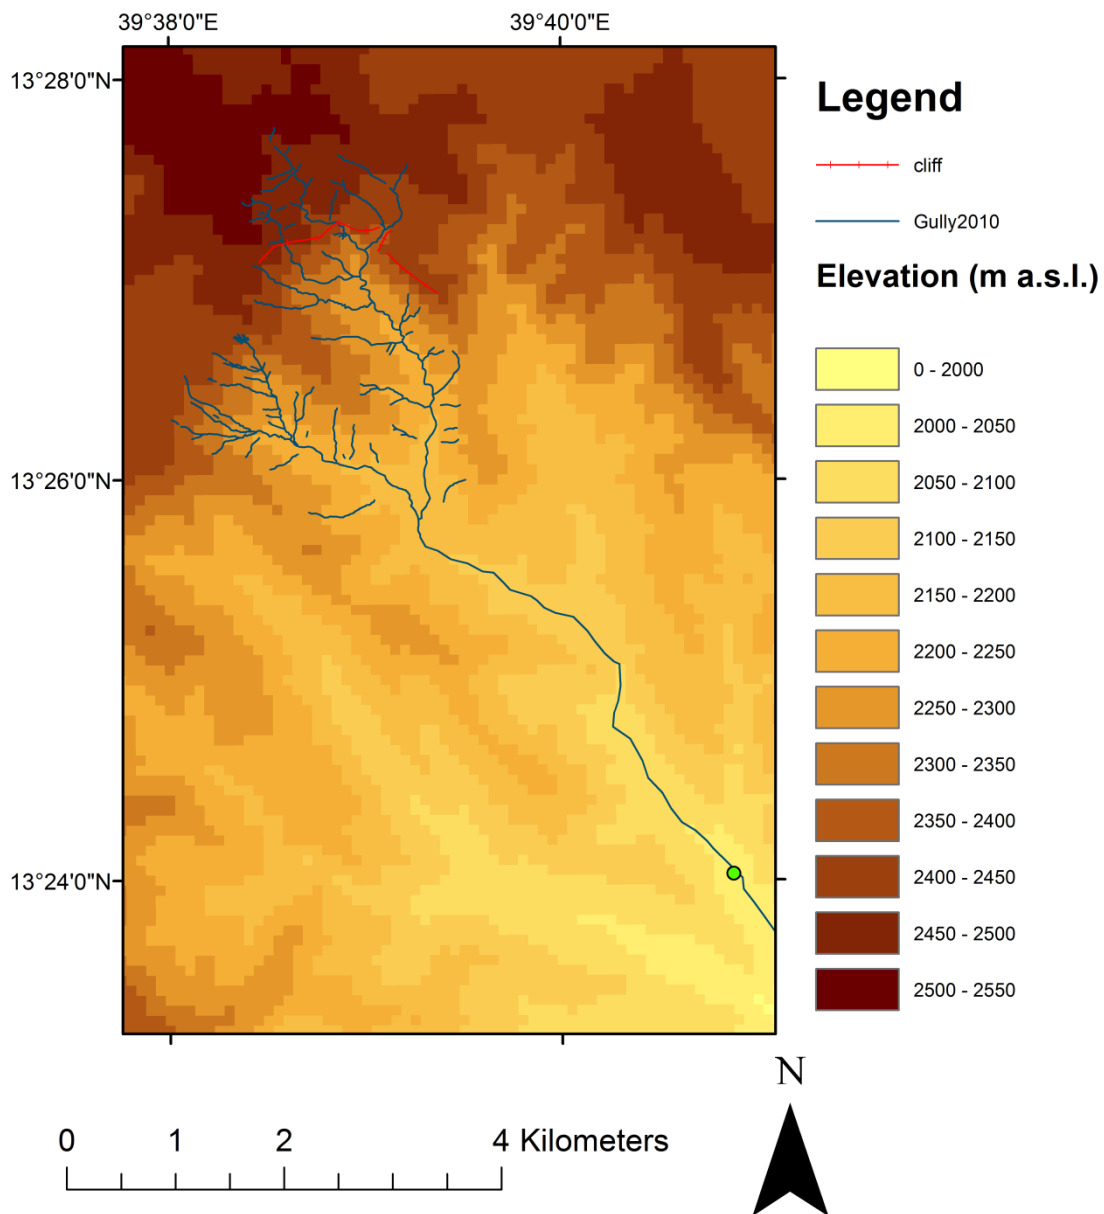 39°38'0"E
39°40'0"E
13°28'0"N
13°26'0"N
13°24'0"N
Legend
cliff
Gully2010
Elevation (m a.s.l.)
0 - 2000
2000 - 2050
2050 - 2100
2100 - 2150
2150 - 2200
2200 - 2250
2250 - 2300
2300 - 2350
2350 - 2400
2400 - 2450
2450 - 2500
2500 - 2550
N
0 1 2 4 Kilometers